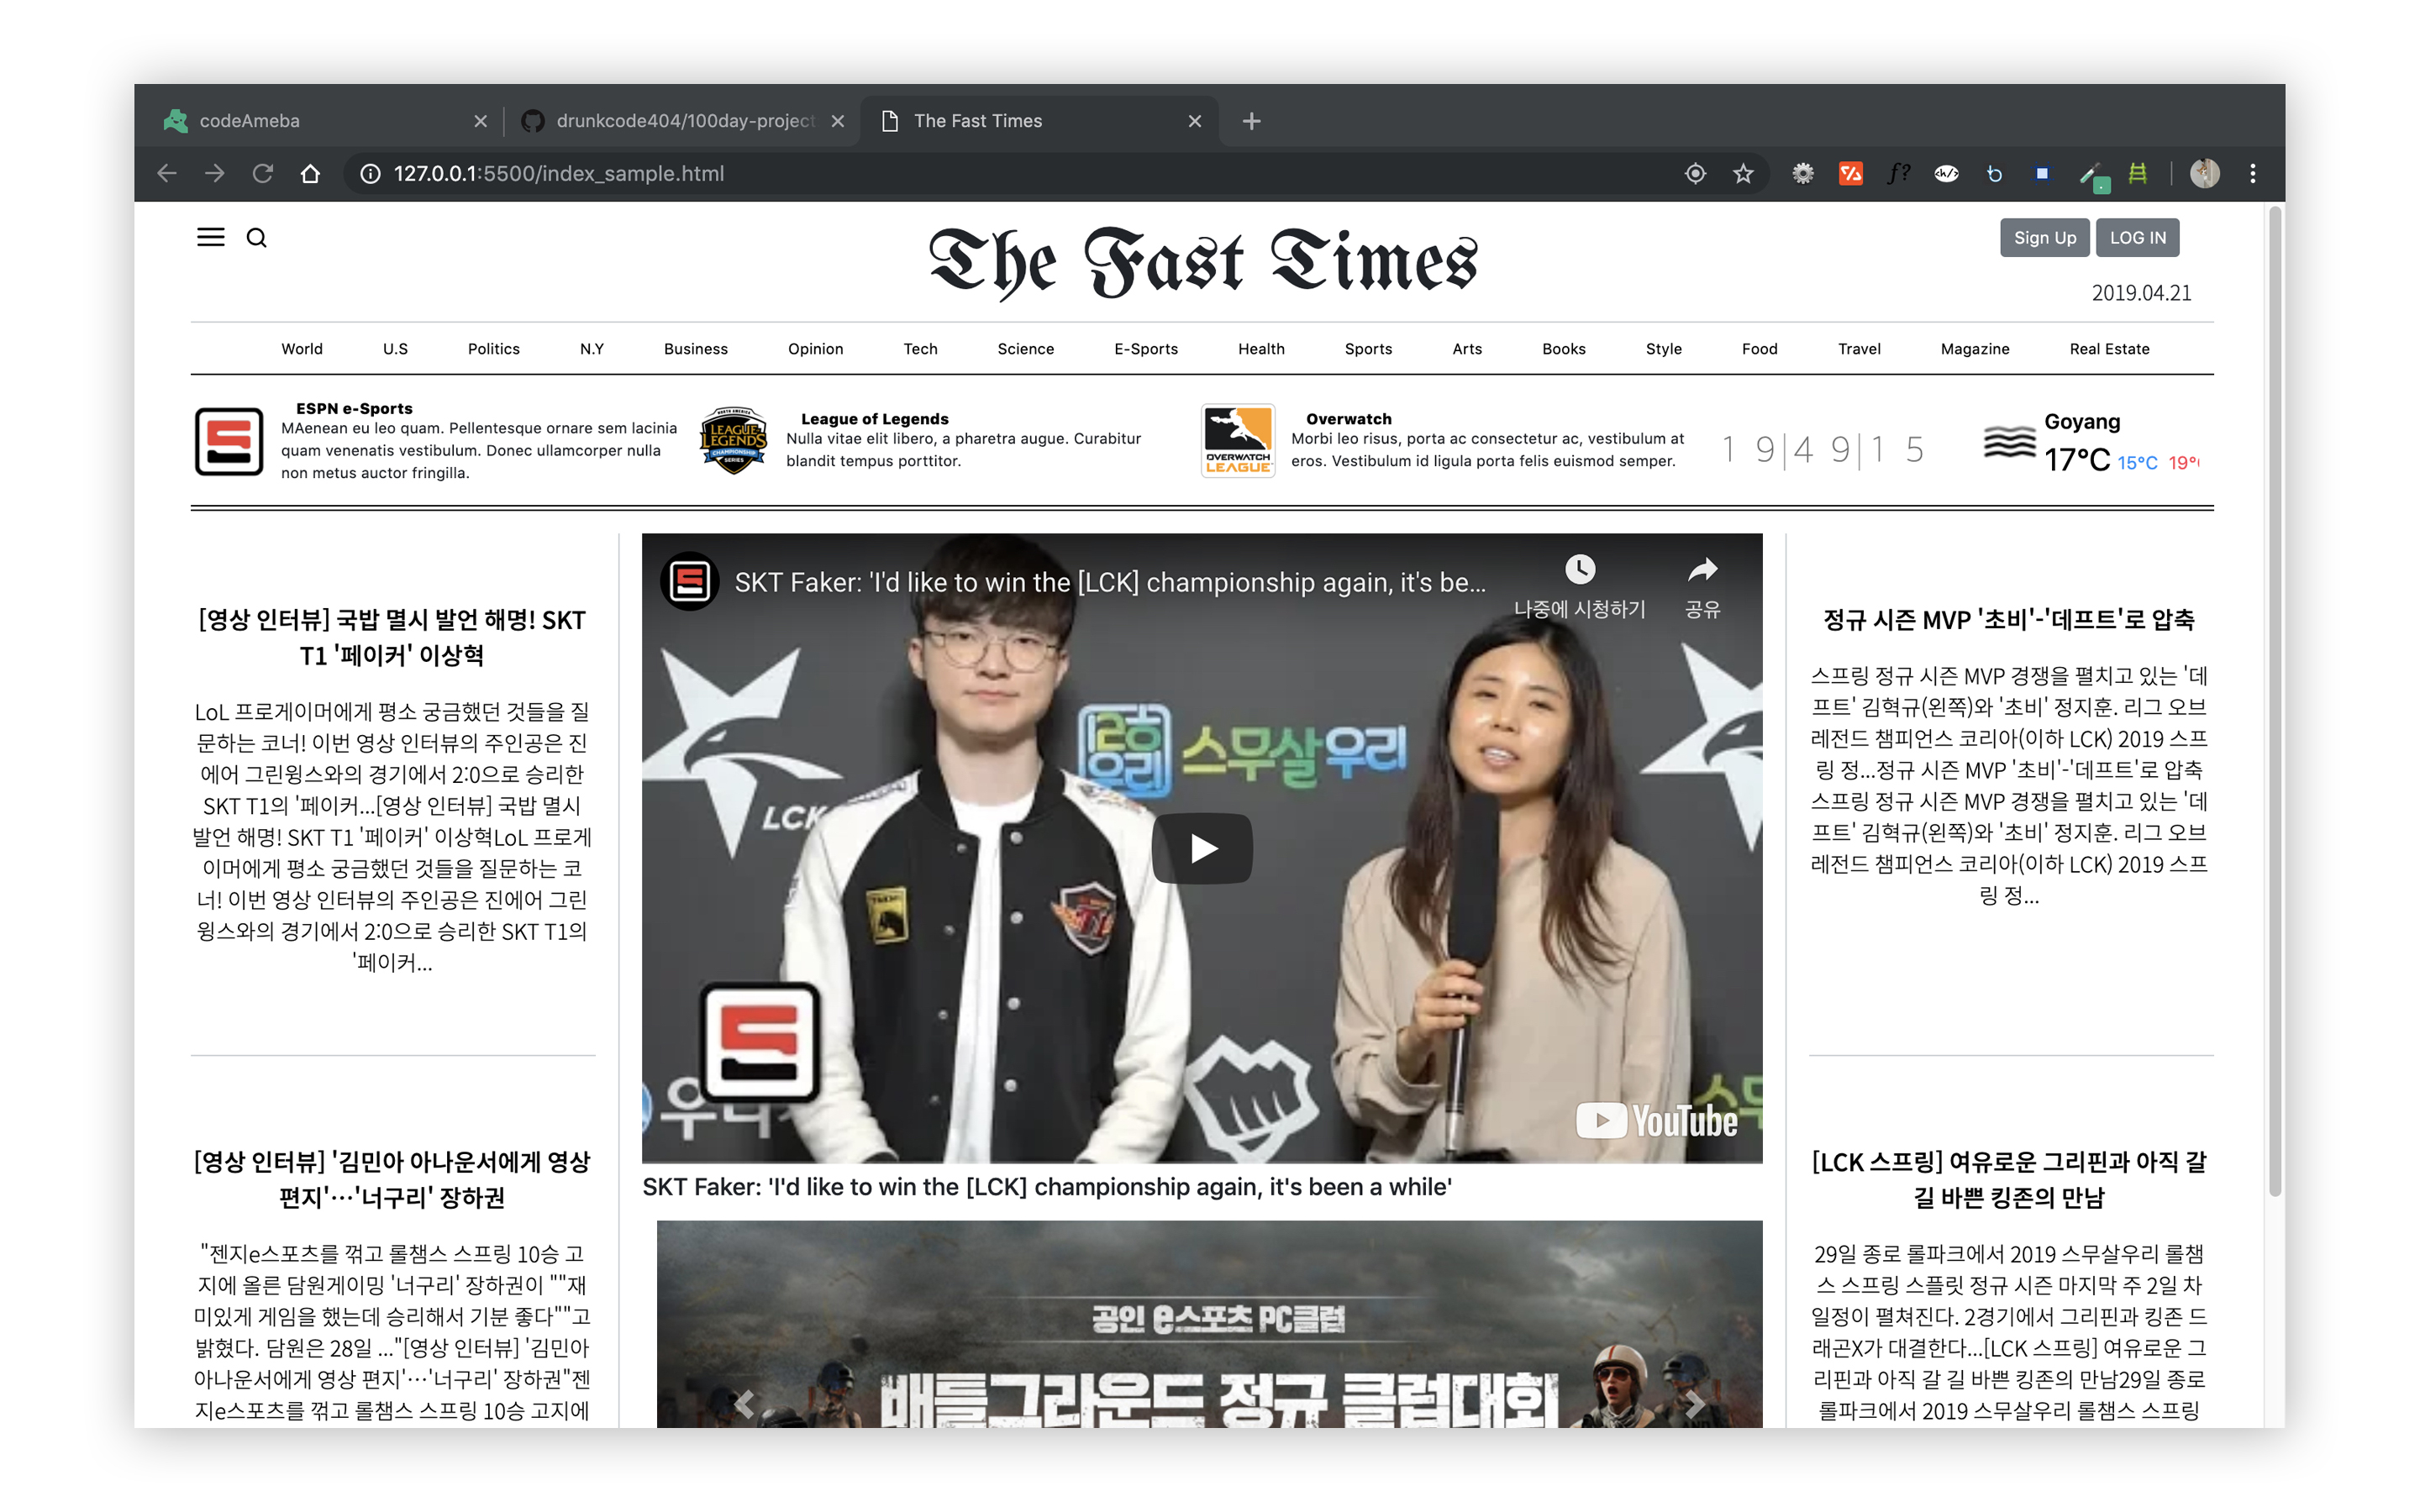 codeAmeba
drunkcode404/100day-project
The Fast Times
127.0.0.1:5500/index_sample.html
The Fast Times
Sign Up
LOG IN
2019.04.21
World U.S Politics N.Y Business Opinion Tech Science E-Sports Health Sports Arts Books Style Food Travel Magazine Real Estate
ESPN e-Sports
MAenean eu leo quam. Pellentesque ornare sem lacinia
quam venenatis vestibulum. Donec ullamcorper nulla
non metus auctor fringilla.
LEAGUE
LEGENDS
CHAMPIONSHIP
SERIES
League of Legends
Nulla vitae elit libero, a pharetra augue. Curabitur
blandit tempus porttitor.
OVERWATCH
LEAGUE
Overwatch
Morbi leo risus, porta ac consectetur ac, vestibulum at
eros. Vestibulum id ligula porta felis euismod semper.
1 9|4 9|1 5
Goyang
17°C 15°C 19°
[영상 인터뷰] 국밥 멸시 발언 해명! SKT
T1 '페이커' 이상혁
LoL 프로게이머에게 평소 궁금했던 것들을 질
문하는 코너! 이번 영상 인터뷰의 주인공은 진
에어 그린윙스와의 경기에서 2:0으로 승리한
SKT T1의 '페이커...[영상 인터뷰] 국밥 멸시
발언 해명! SKT T1 '페이커' 이상혁LoL 프로게
이머에게 평소 궁금했던 것들을 질문하는 코
너! 이번 영상 인터뷰의 주인공은 진에어 그린
윙스와의 경기에서 2:0으로 승리한 SKT T1의
'페이커...
[영상 인터뷰] '김민아 아나운서에게 영상
편지'…'너구리' 장하권
"젠지e스포츠를 꺾고 롤챔스 스프링 10승 고
지에 올른 담원게이밍 '너구리' 장하권이 ""재
미있게 게임을 했는데 승리해서 기분 좋다""고
밝혔다. 담원은 28일 ..."[영상 인터뷰] '김민아
아나운서에게 영상 편지'…'너구리' 장하권"젠
지e스포츠를 꺾고 롤챔스 스프링 10승 고지에
SKT Faker: 'I'd like to win the [LCK] championship again, it's be...
나중에 시청하기
공유
스무살우리
LCK
YouTube
SKT Faker: 'I'd like to win the [LCK] championship again, it's been a while'
공인 e스포츠 PC클럽
배틀그라운드 정규 클럽대회
정규 시즌 MVP '초비'-'데프트'로 압축
스프링 정규 시즌 MVP 경쟁을 펼치고 있는 '데
프트' 김혁규(왼쪽)와 '초비' 정지훈. 리그 오브
레전드 챔피언스 코리아(이하 LCK) 2019 스프
링 정...정규 시즌 MVP '초비'-'데프트'로 압축
스프링 정규 시즌 MVP 경쟁을 펼치고 있는 '데
프트' 김혁규(왼쪽)와 '초비' 정지훈. 리그 오브
레전드 챔피언스 코리아(이하 LCK) 2019 스프
링 정...
[LCK 스프링] 여유로운 그리핀과 아직 갈
길 바쁜 킹존의 만남
29일 종로 롤파크에서 2019 스무살우리 롤챔
스 스프링 스플릿 정규 시즌 마지막 주 2일 차
일정이 펼쳐진다. 2경기에서 그리핀과 킹존 드
래곤X가 대결한다...[LCK 스프링] 여유로운 그
리핀과 아직 갈 길 바쁜 킹존의 만남29일 종로
롤파크에서 2019 스무살우리 롤챔스 스프링